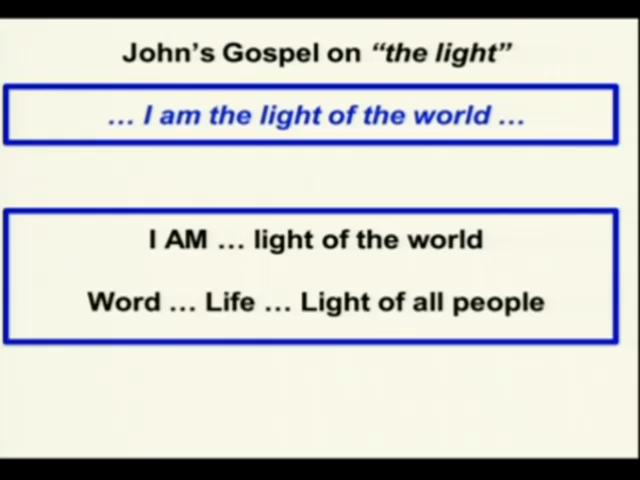 John's Gospel on “the light”
… I am the light of the world …
I AM … light of the world
Word … Life … Light of all people